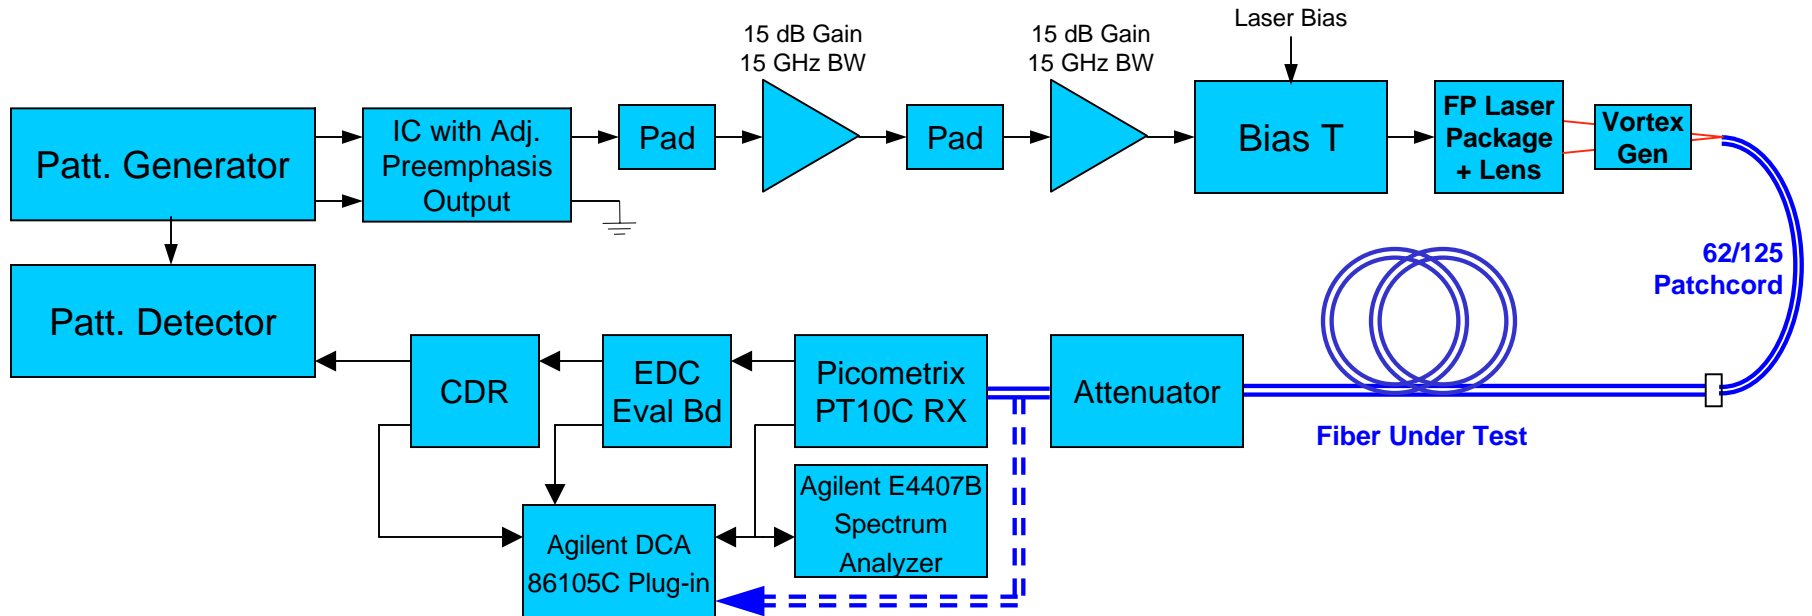 15 dB Gain
15 GHz BW
15 dB Gain
15 GHz BW
Laser Bias
Patt. Generator
IC with Adj.
Preemphasis
Output
Pad
Pad
Bias T
FP Laser
Package
+ Lens
Vortex
Gen
62/125
Patchcord
Patt. Detector
CDR
EDC
Eval Bd
Picometrix
PT10C RX
Attenuator
Fiber Under Test
Agilent E4407B
Spectrum
Analyzer
Agilent DCA
86105C Plug-in